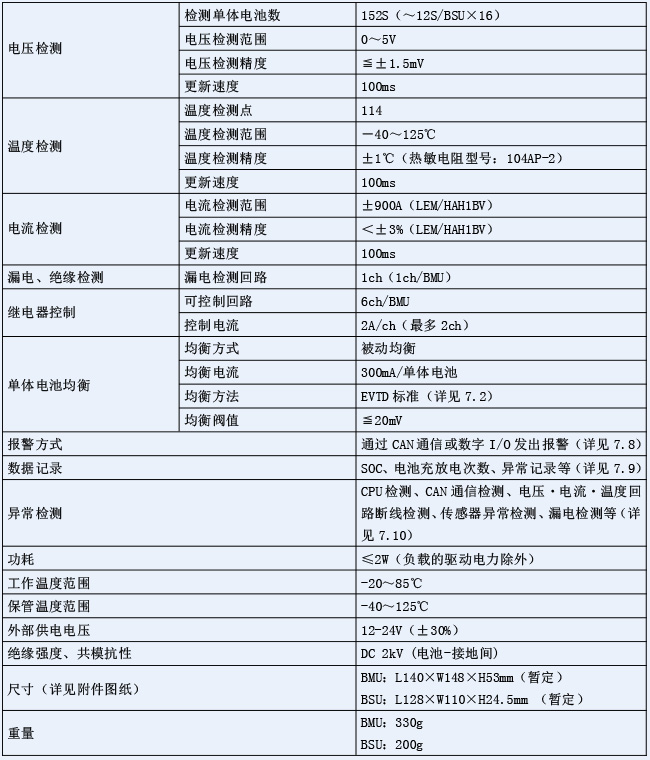 电压检测
检测单体电池数 152S（～12S/BSU×16）
电压检测范围 0～5V
电压检测精度 ≦±1.5mV
更新速度 100ms
温度检测
温度检测点 114
温度检测范围 －40～125℃
温度检测精度 ±1℃（热敏电阻型号：104AP-2）
更新速度 100ms
电流检测
电流检测范围 ±900A（LEM/HAH1BV）
电流检测精度 ＜±3%（LEM/HAH1BV）
更新速度 100ms
漏电、绝缘检测 漏电检测回路 1ch（1ch/BMU）
继电器控制
可控制回路 6ch/BMU
控制电流 2A/ch（最多 2ch）
单体电池均衡
均衡方式 被动均衡
均衡电流 300mA/单体电池
均衡方法 EVTD 标准（详见 7.2）
均衡阀值 ≦20mV
报警方式 通过 CAN 通信或数字 I/O 发出报警（详见 7.8）
数据记录 SOC、电池充放电次数、异常记录等（详见 7.9）
异常检测
CPU 检测、CAN 通信检测、电压・电流・温度回
路断线检测、传感器异常检测、漏电检测等（详
见 7.10）
功耗 ≤2W（负载的驱动电力除外）
工作温度范围 -20～85℃
保管温度范围 -40～125℃
外部供电电压 12-24V（±30%）
绝缘强度、共模抗性 DC 2kV (电池-接地间)
尺寸（详见附件图纸）
BMU：L140×W148×H53mm（暂定）
BSU：L128×W110×H24.5mm （暂定）
重量
BMU：330g
BSU：200g